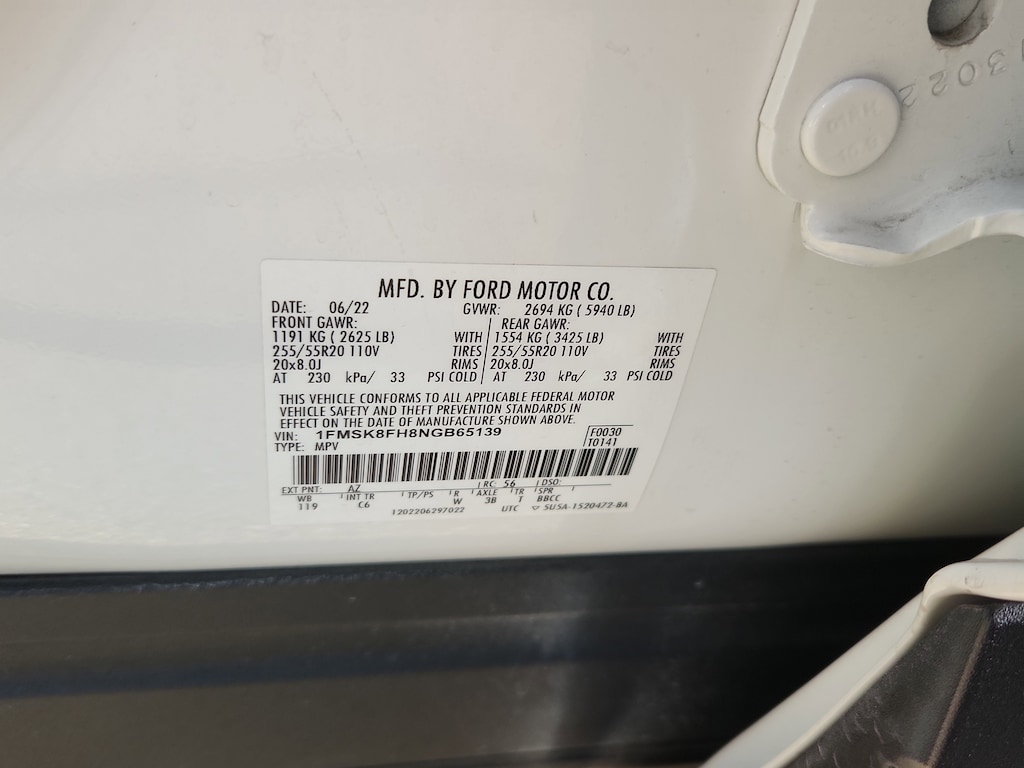 3022
MFD. BY FORD MOTOR CO.
DATE: 06/22 GVWR: 2694 KG ( 5940 LB)
FRONT GAWR: REAR GAWR:
1191 KG ( 2625 LB) WITH 1554 KG ( 3425 LB) WITH
255/55R20 110V TIRES 255/55R20 110V TIRES
20x8.0J RIMS 20x8.0J RIMS
AT 230 kPa/ 33 PSI COLD AT 230 kPa/ 33 PSI COLD
THIS VEHICLE CONFORMS TO ALL APPLICABLE FEDERAL MOTOR
VEHICLE SAFETY AND THEFT PREVENTION STANDARDS IN
EFFECT ON THE DATE OF MANUFACTURE SHOWN ABOVE.
VIN: 1FMSK8FH8NGB65139 F0030
TYPE: MPV T0141
EXT PNT: AZ RC: 56 DSO:
WB INT TR TP/PS R AXLE TR SPR
119 C6 W 3B T BBCC
1202206297022 UTC ▽ SU5A-1520472-BA